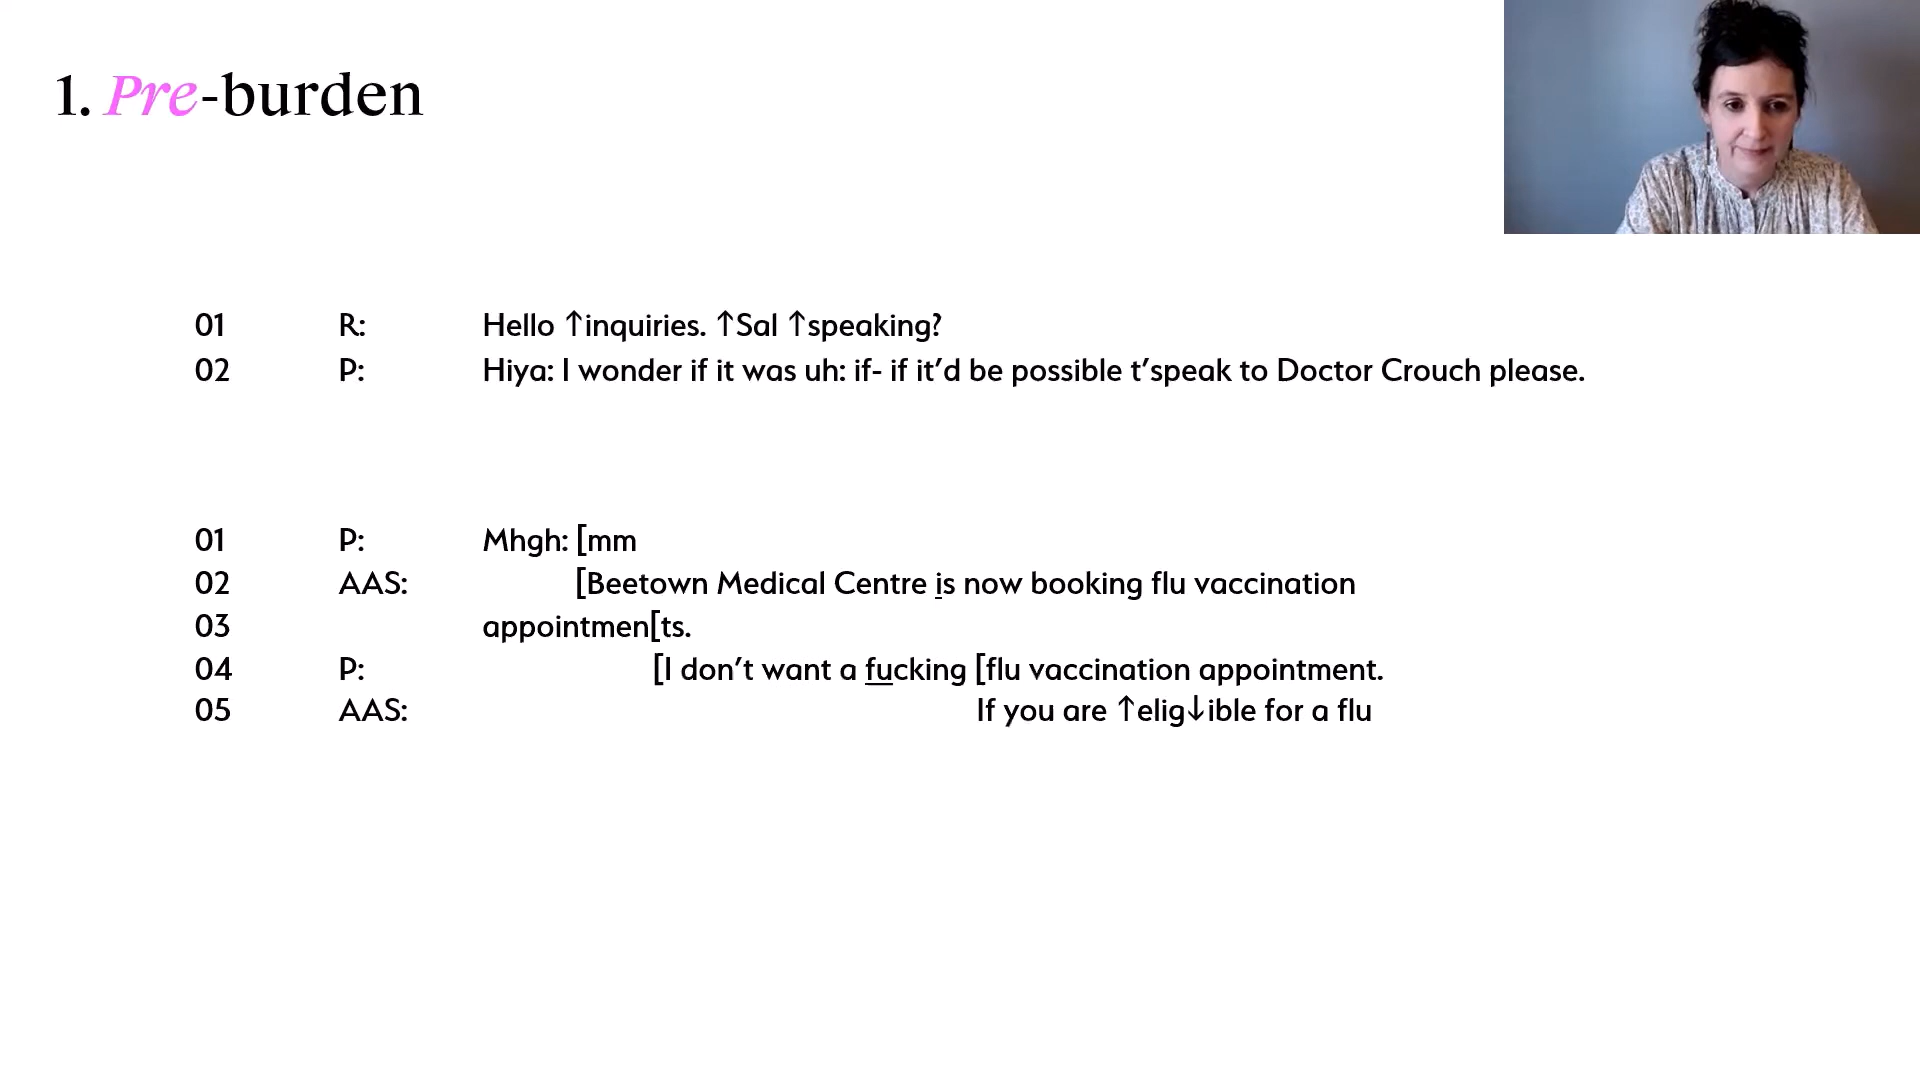 1. Pre-burden
01 R: Hello ↑inquiries. ↑Sal ↑speaking?
02 P: Hiya: I wonder if it was uh: if- if it’d be possible t’speak to Doctor Crouch please.
01 P: Mhgh: [mm
02 AAS: [Beetown Medical Centre is now booking flu vaccination
03 appointmen[ts.
04 P: [I don’t want a fucking [flu vaccination appointment.
05 AAS: If you are ↑elig↓ible for a flu